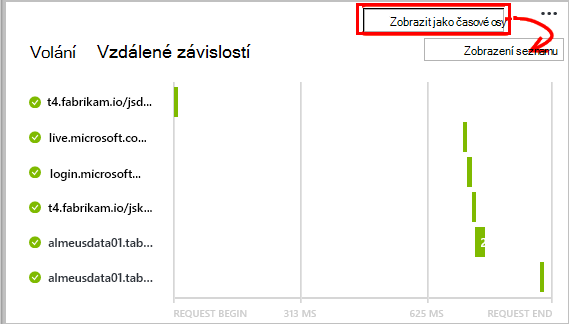 Zobrazit jako časové osy
Zobrazení seznamu
Volání Vzdálené závislostí
t4.fabrikam.io/jsd...
live.microsoft.co...
login.microsoft...
t4.fabrikam.io/jsk...
almeusdata01.tab...
2
almeusdata01.tab...
REQUEST BEGIN 313 MS 625 MS REQUEST END